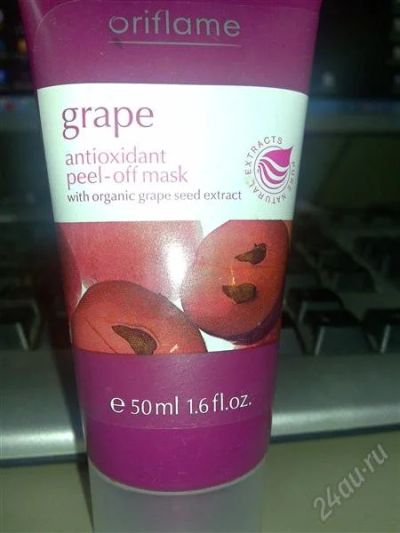 oriflame
grape
antioxidant
peel-off mask
with organic grape seed extract
PURE NATURAL EXTRACTS
e 50ml 1.6 fl.oz.
24au.ru